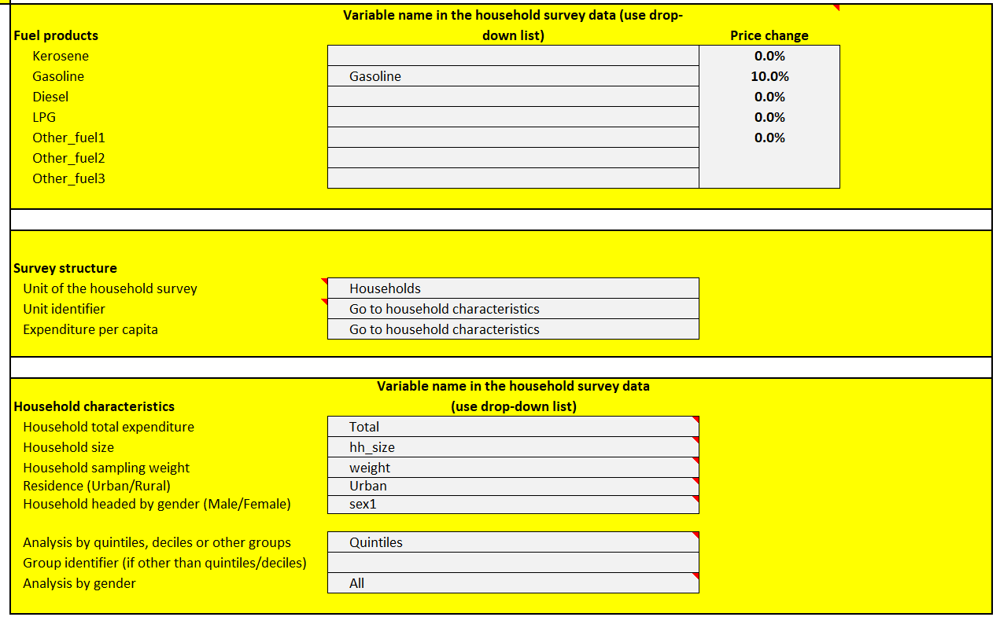 Variable name in the household survey data (use drop-
Fuel products down list) Price change
Kerosene 0.0%
Gasoline Gasoline 10.0%
Diesel 0.0%
LPG 0.0%
Other_fuel1 0.0%
Other_fuel2
Other_fuel3
Survey structure
Unit of the household survey Households
Unit identifier Go to household characteristics
Expenditure per capita Go to household characteristics
Variable name in the household survey data
Household characteristics (use drop-down list)
Household total expenditure Total
Household size hh_size
Household sampling weight weight
Residence (Urban/Rural) Urban
Household headed by gender (Male/Female) sex1
Analysis by quintiles, deciles or other groups Quintiles
Group identifier (if other than quintiles/deciles)
Analysis by gender All